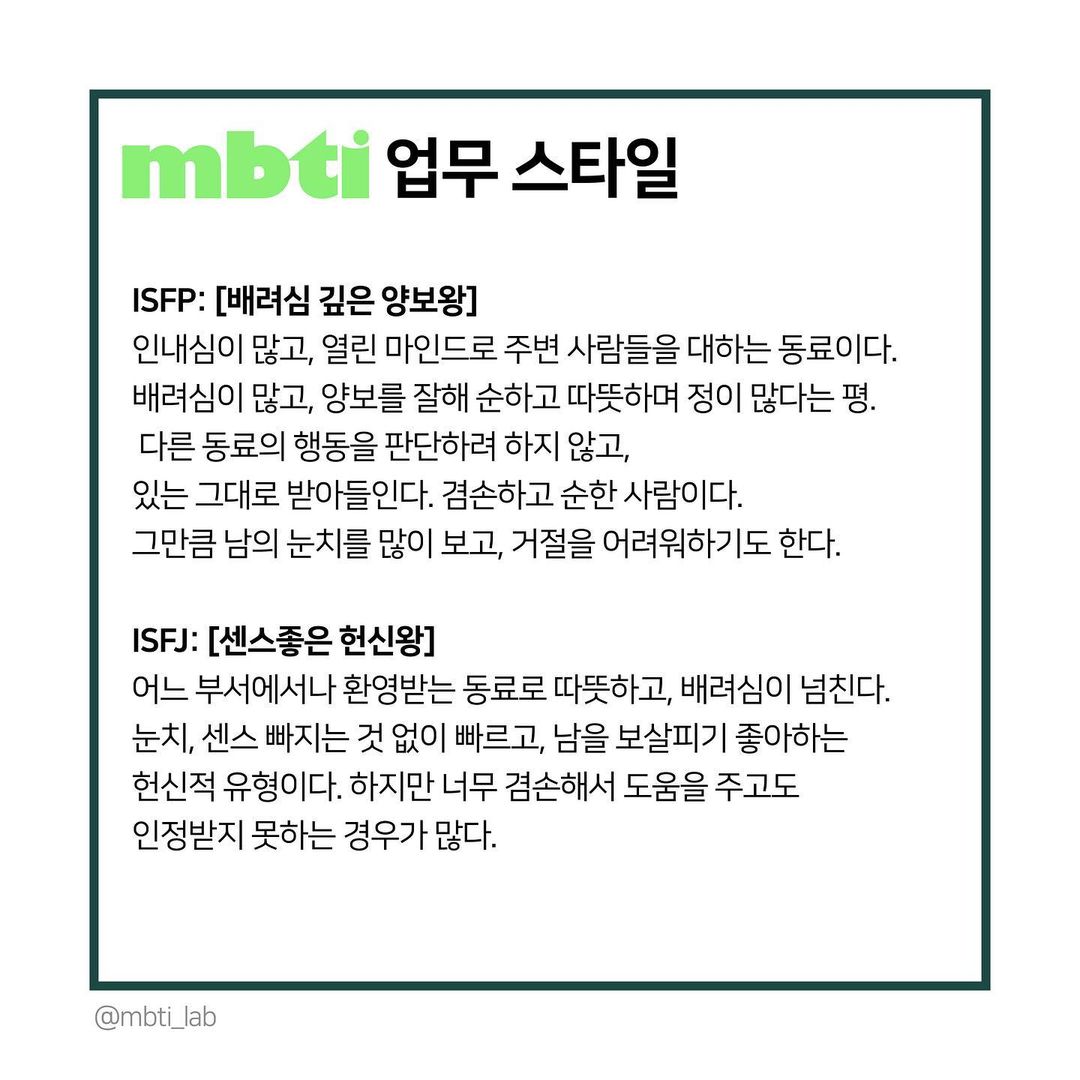 mbti 업무 스타일
ISFP: [배려심 깊은 양보왕]
인내심이 많고, 열린 마인드로 주변 사람들을 대하는 동료이다.
배려심이 많고, 양보를 잘해 순하고 따뜻하며 정이 많다는 평.
다른 동료의 행동을 판단하려 하지 않고,
있는 그대로 받아들인다. 겸손하고 순한 사람이다.
그만큼 남의 눈치를 많이 보고, 거절을 어려워하기도 한다.
ISFJ: [센스좋은 헌신왕]
어느 부서에서나 환영받는 동료로 따뜻하고, 배려심이 넘친다.
눈치, 센스 빠지는 것 없이 빠르고, 남을 보살피기 좋아하는
헌신적 유형이다. 하지만 너무 겸손해서 도움을 주고도
인정받지 못하는 경우가 많다.
@mbti_lab